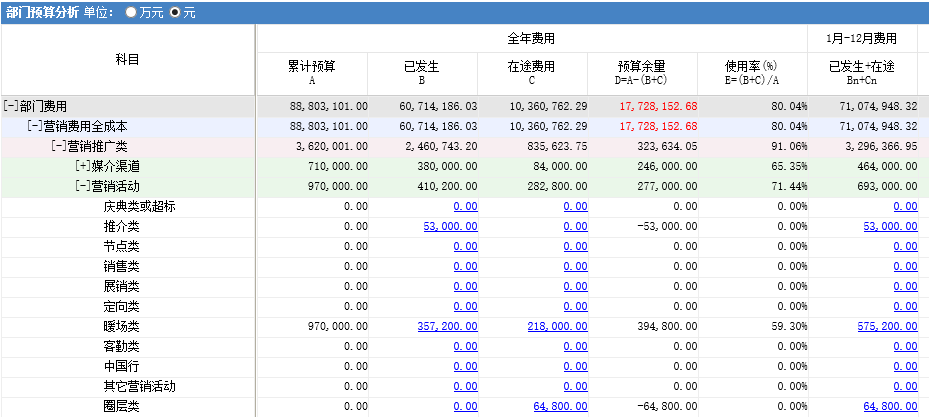 部门预算分析 单位： 万元 元
科目 全年费用 1月-12月费用
累计预算 已发生 在途费用 预算余量 使用率(%) 已发生+在途
A B C D=A-(B+C) E=(B+C)/A Bn+Cn
[-]部门费用 88,803,101.00 60,714,186.03 10,360,762.29 17,728,152.68 80.04% 71,074,948.32
[-]营销费用全成本 88,803,101.00 60,714,186.03 10,360,762.29 17,728,152.68 80.04% 71,074,948.32
[-]营销推广类 3,620,001.00 2,460,743.20 835,623.75 323,634.05 91.06% 3,296,366.95
[+]媒介渠道 710,000.00 380,000.00 84,000.00 246,000.00 65.35% 464,000.00
[-]营销活动 970,000.00 410,200.00 282,800.00 277,000.00 71.44% 693,000.00
庆典类或超标 0.00 0.00 0.00 0.00 0.00% 0.00
推介类 0.00 53,000.00 0.00 -53,000.00 0.00% 53,000.00
节点类 0.00 0.00 0.00 0.00 0.00% 0.00
销售类 0.00 0.00 0.00 0.00 0.00% 0.00
展销类 0.00 0.00 0.00 0.00 0.00% 0.00
定向类 0.00 0.00 0.00 0.00 0.00% 0.00
暖场类 970,000.00 357,200.00 218,000.00 394,800.00 59.30% 575,200.00
客勤类 0.00 0.00 0.00 0.00 0.00% 0.00
中国行 0.00 0.00 0.00 0.00 0.00% 0.00
其它营销活动 0.00 0.00 0.00 0.00 0.00% 0.00
圈层类 0.00 0.00 64,800.00 -64,800.00 0.00% 64,800.00